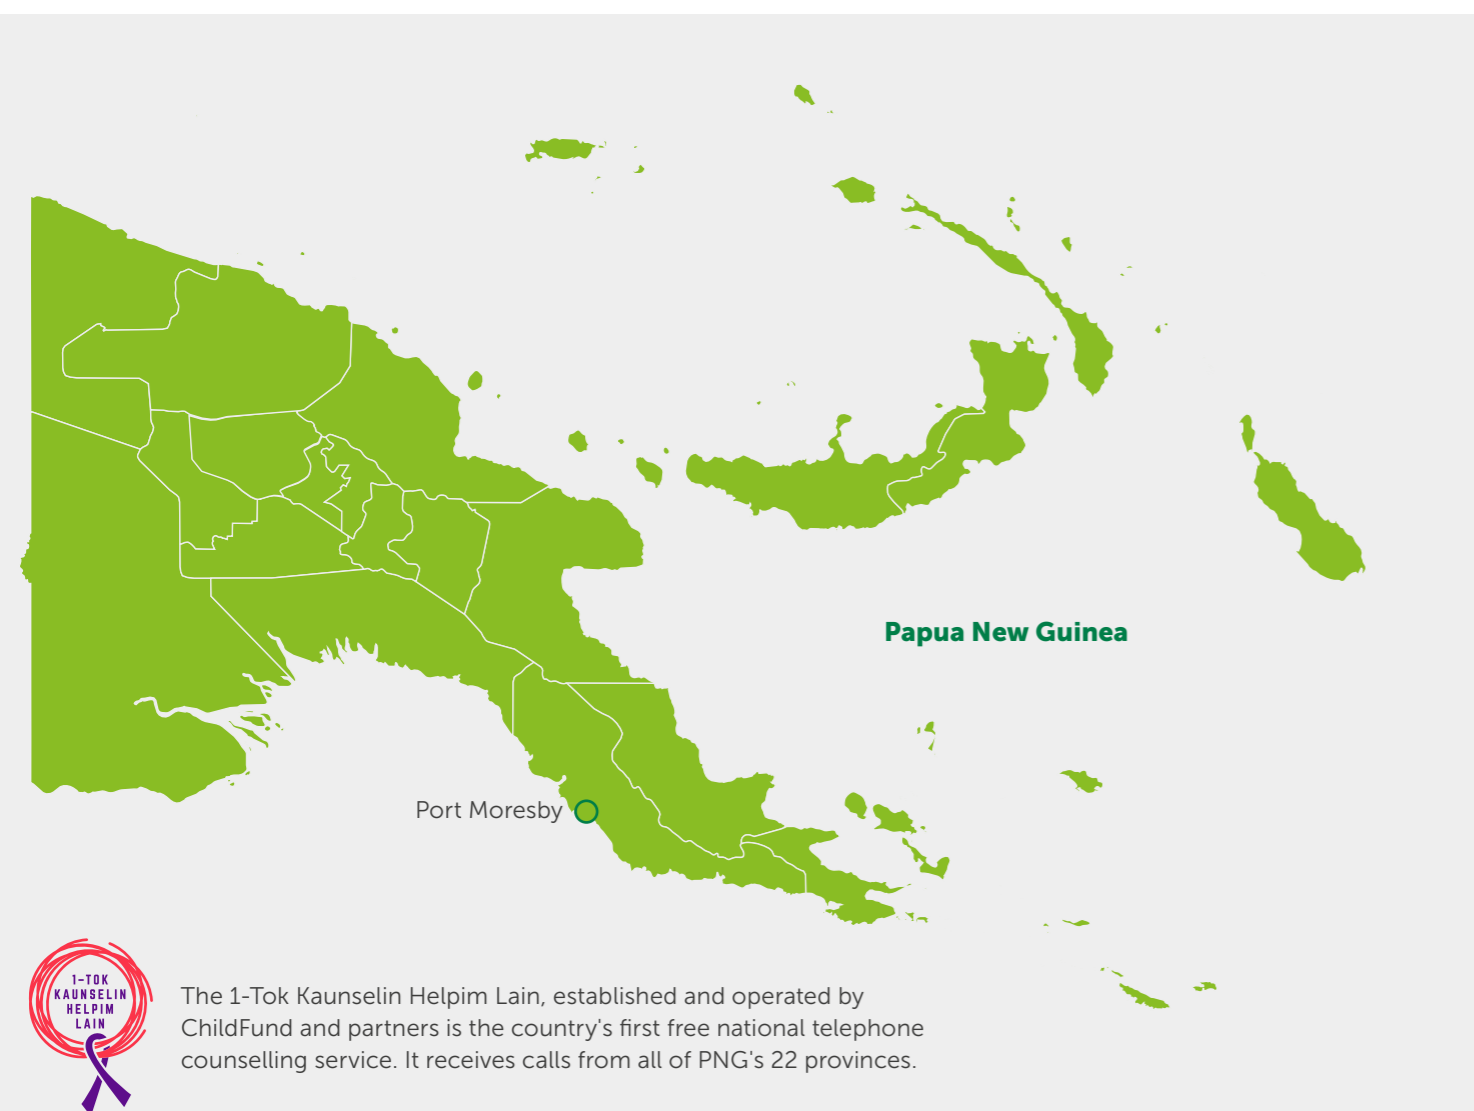 Papua New Guinea
Port Moresby
1-TOK
KAUNSELIN
HELPIM
LAIN
The 1-Tok Kaunselin Helpim Lain, established and operated by
ChildFund and partners is the country's first free national telephone
counselling service. It receives calls from all of PNG's 22 provinces.